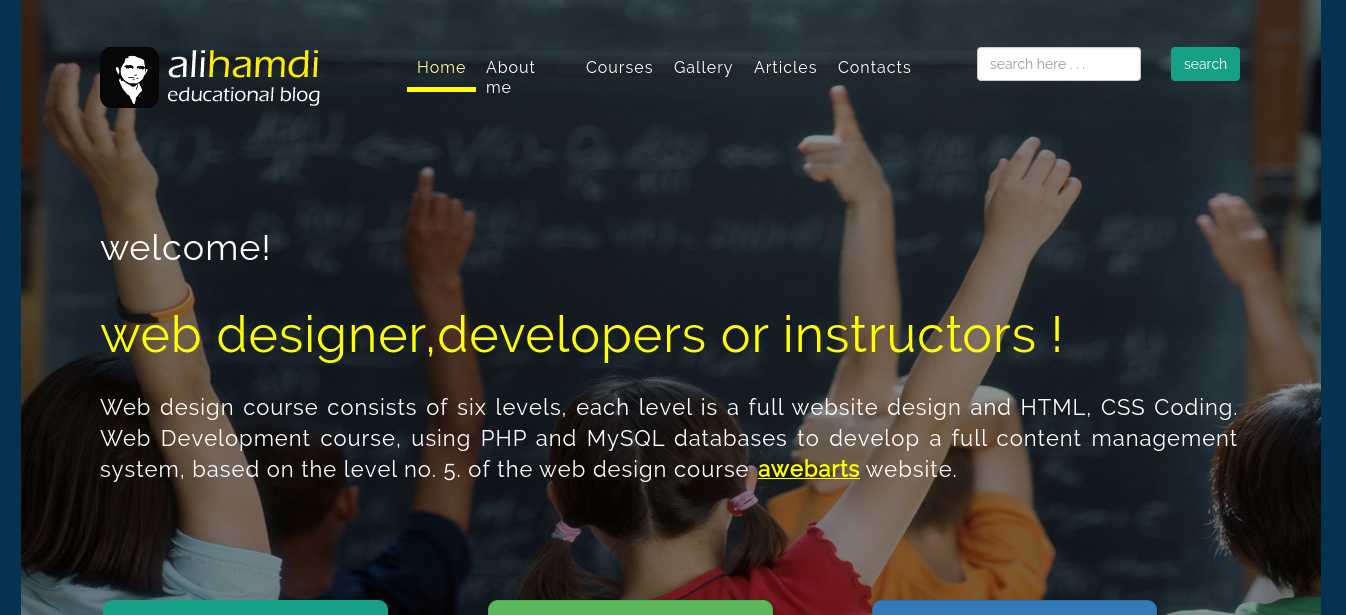 alihamdi
educational blog
Home About me Courses Gallery Articles Contacts
search here . . .
search
welcome!
web designer,developers or instructors !
Web design course consists of six levels, each level is a full website design and HTML, CSS Coding.
Web Development course, using PHP and MySQL databases to develop a full content management
system, based on the level no. 5. of the web design course awebarts website.